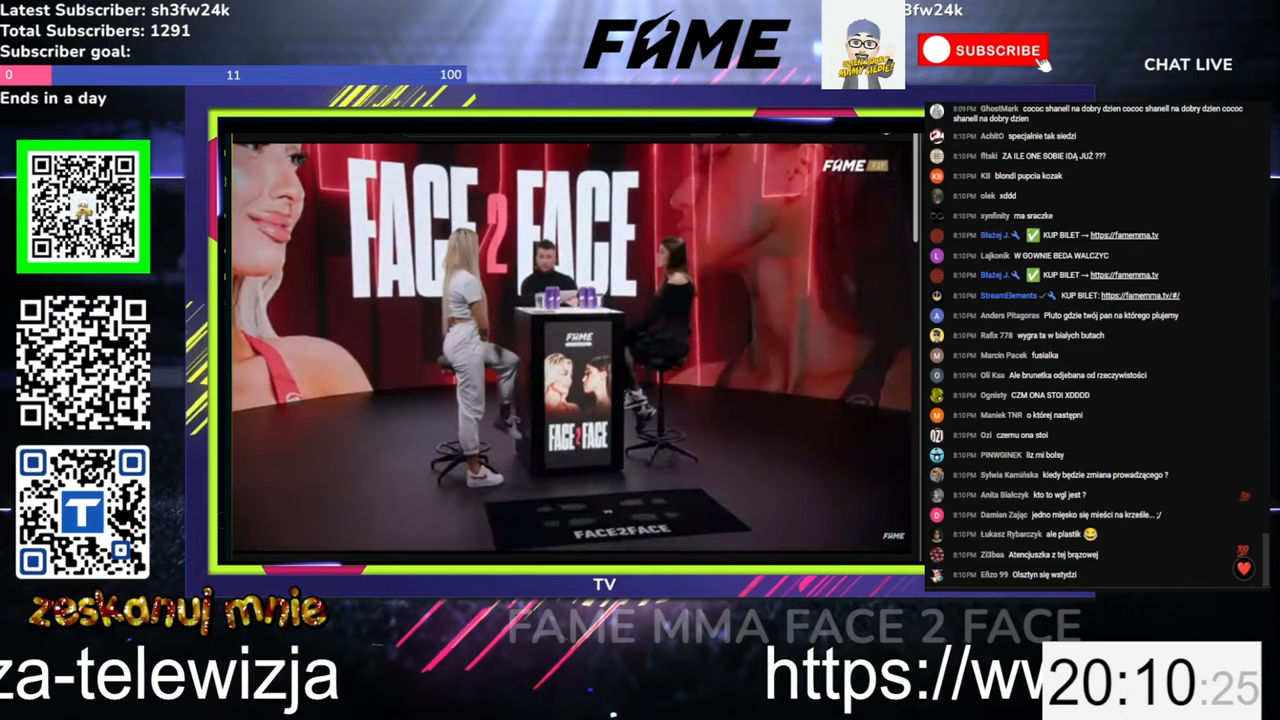 Latest Subscriber: sh3fw24k
Total Subscribers: 1291
Subscriber goal:
0 11 100
Ends in a day
FAME
3fw24k
SUBSCRIBE
CHAT LIVE
8:09PM GhostMark cococ shanell na dobry dzien cococ shanell na dobry dzien cococ
shanell na dobry dzien
8:10PM AchitO specjalnie tak siedzi
8:10PM fltski ZA ILE ONE SOBIE IDĄ JUŻ ???
KB 8:10PM KB blondi pupcia kozak
8:10PM olek xddd
8:10PM xynfinity ma sraczke
8:10PM Błażej J. ✅ KUP BILET → https://famemma.tv
L 8:10PM Lajkonik W GOWNIE BEDA WALCZYC
8:10PM Błażej J. ✅ KUP BILET → https://famemma.tv
8:10PM StreamElements KUP BILET: https://famemma.tv/#/
A 8:10PM Anders Pitagoras Pluto gdzie twój pan na którego plujemy
8:10PM Rafix 778 wygra ta w białych butach
M 8:10PM Marcin Pacek fusialka
O 8:10PM Oli Ksa Ale brunetka odjebana od rzeczywistości
8:10PM Ognisty CZM ONA STOI XDDDD
M 8:10PM Maniek TNR o której następni
OZI 8:10PM Ozi czemu ona stoi
8:10PM PINWGINEK liz mi bolsy
8:10PM Sylwia Kamińska kiedy będzie zmiana prowadzącego ?
8:10PM Anita Białczyk kto to wgl jest ?
D 8:10PM Damian Zając jedno mięsko się mieści na krześle... ;/
8:10PM Łukasz Rybarczyk ale plastik 😂
8:10PM Zi3baa Atencjuszka z tej brązowej
8:10PM Efizo 99 Olsztyn się wstydzi
FAME F2F
FACE 2 FACE
FAME
FACE 2 FACE
VS
FACE2FACE
FAME
T
TV
zeskanuj mnie
FAME MMA FACE 2 FACE
za-telewizja
https://wv
20:10:25